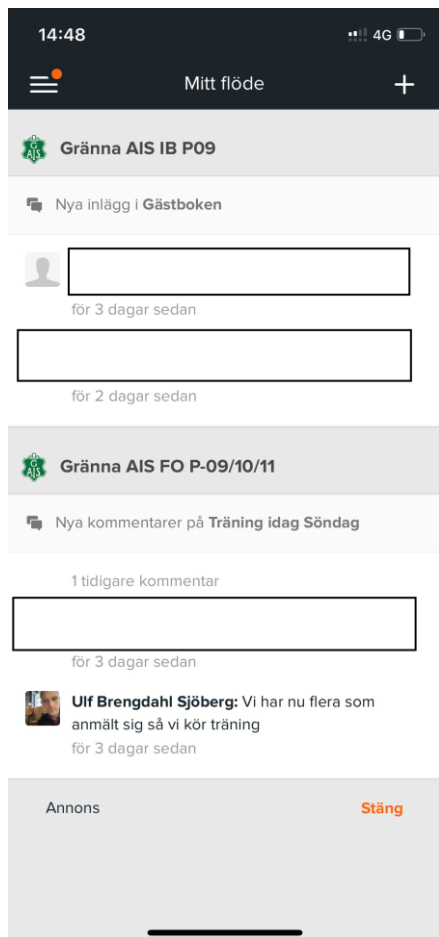 14:48
4G
Mitt flöde
Gränna AIS IB P09
Nya inlägg i Gästboken
för 3 dagar sedan
för 2 dagar sedan
Gränna AIS FO P-09/10/11
Nya kommentarer på Träning idag Söndag
1 tidigare kommentar
för 3 dagar sedan
Ulf Brengdahl Sjöberg: Vi har nu flera som
anmält sig så vi kör träning
för 3 dagar sedan
Annons
Stäng